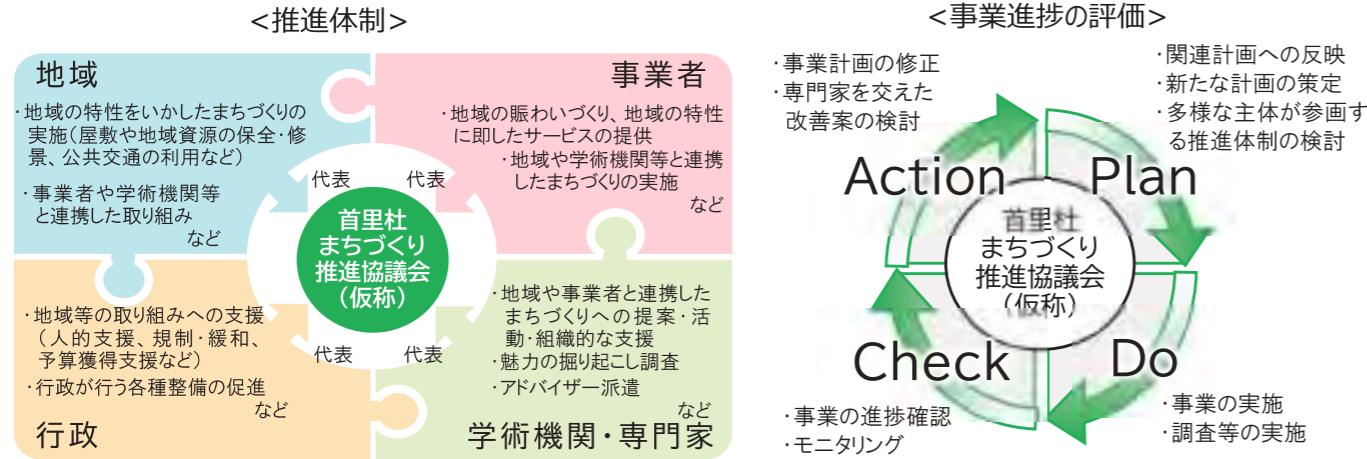 <推進体制>
地域
・地域の特性をいかしたまちづくりの
実施(屋敷や地域資源の保全・修
景、公共交通の利用など)
・事業者や学術機関等
と連携した取り組み
など
事業者
・地域の賑わいづくり、地域の特性
に即したサービスの提供
・地域や学術機関等と連携
したまちづくりの実施
など
代表
代表
首里杜
まちづくり
推進協議会
(仮称)
代表
代表
・地域等の取り組みへの支援
(人的支援、規制・緩和、
予算獲得支援など)
・行政が行う各種整備の促進
など
行政
・地域や事業者と連携した
まちづくりへの提案・活
動・組織的な支援
・魅力の掘り起こし調査
・アドバイザー派遣
など
学術機関・専門家
<事業進捗の評価>
・事業計画の修正
・専門家を交えた
改善案の検討
・関連計画への反映
・新たな計画の策定
・多様な主体が参画す
る推進体制の検討
Action
Plan
首里杜
まちづくり
推進協議会
(仮称)
Check
Do
・事業の進捗確認
・モニタリング
・事業の実施
・調査等の実施